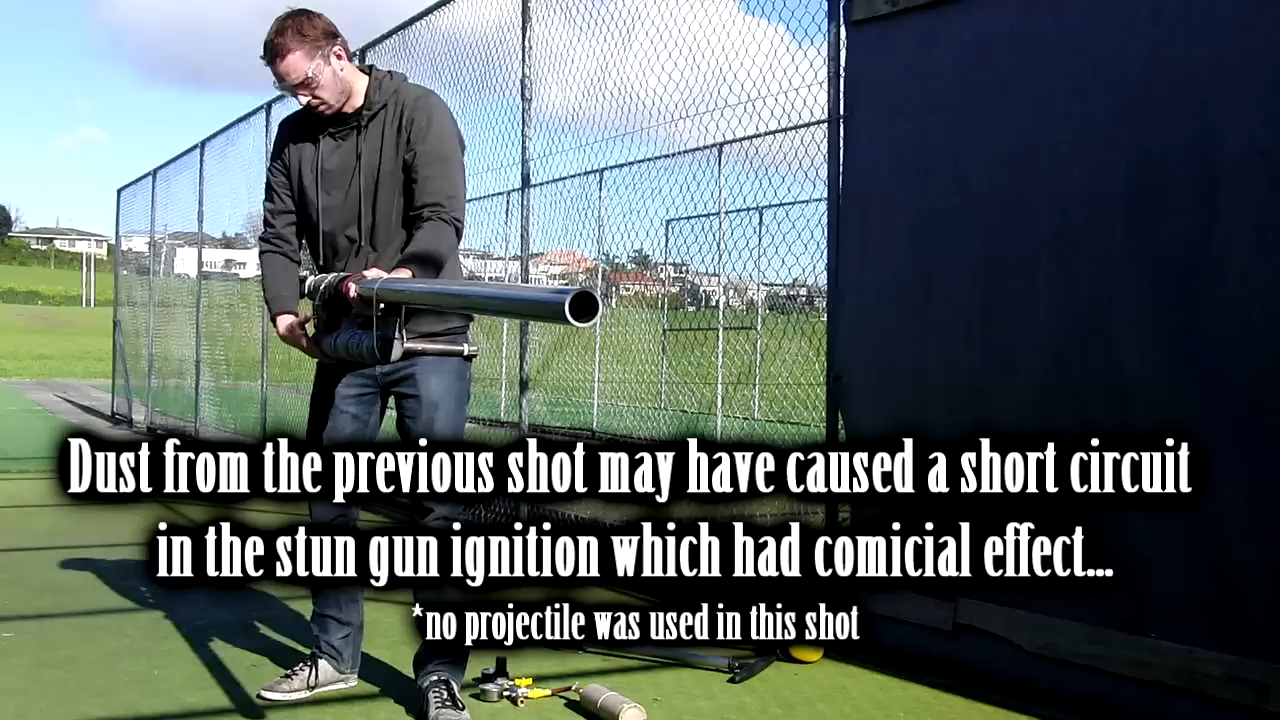 Dust from the previous shot may have caused a short circuit
in the stun gun ignition which had comicial effect...
*no projectile was used in this shot